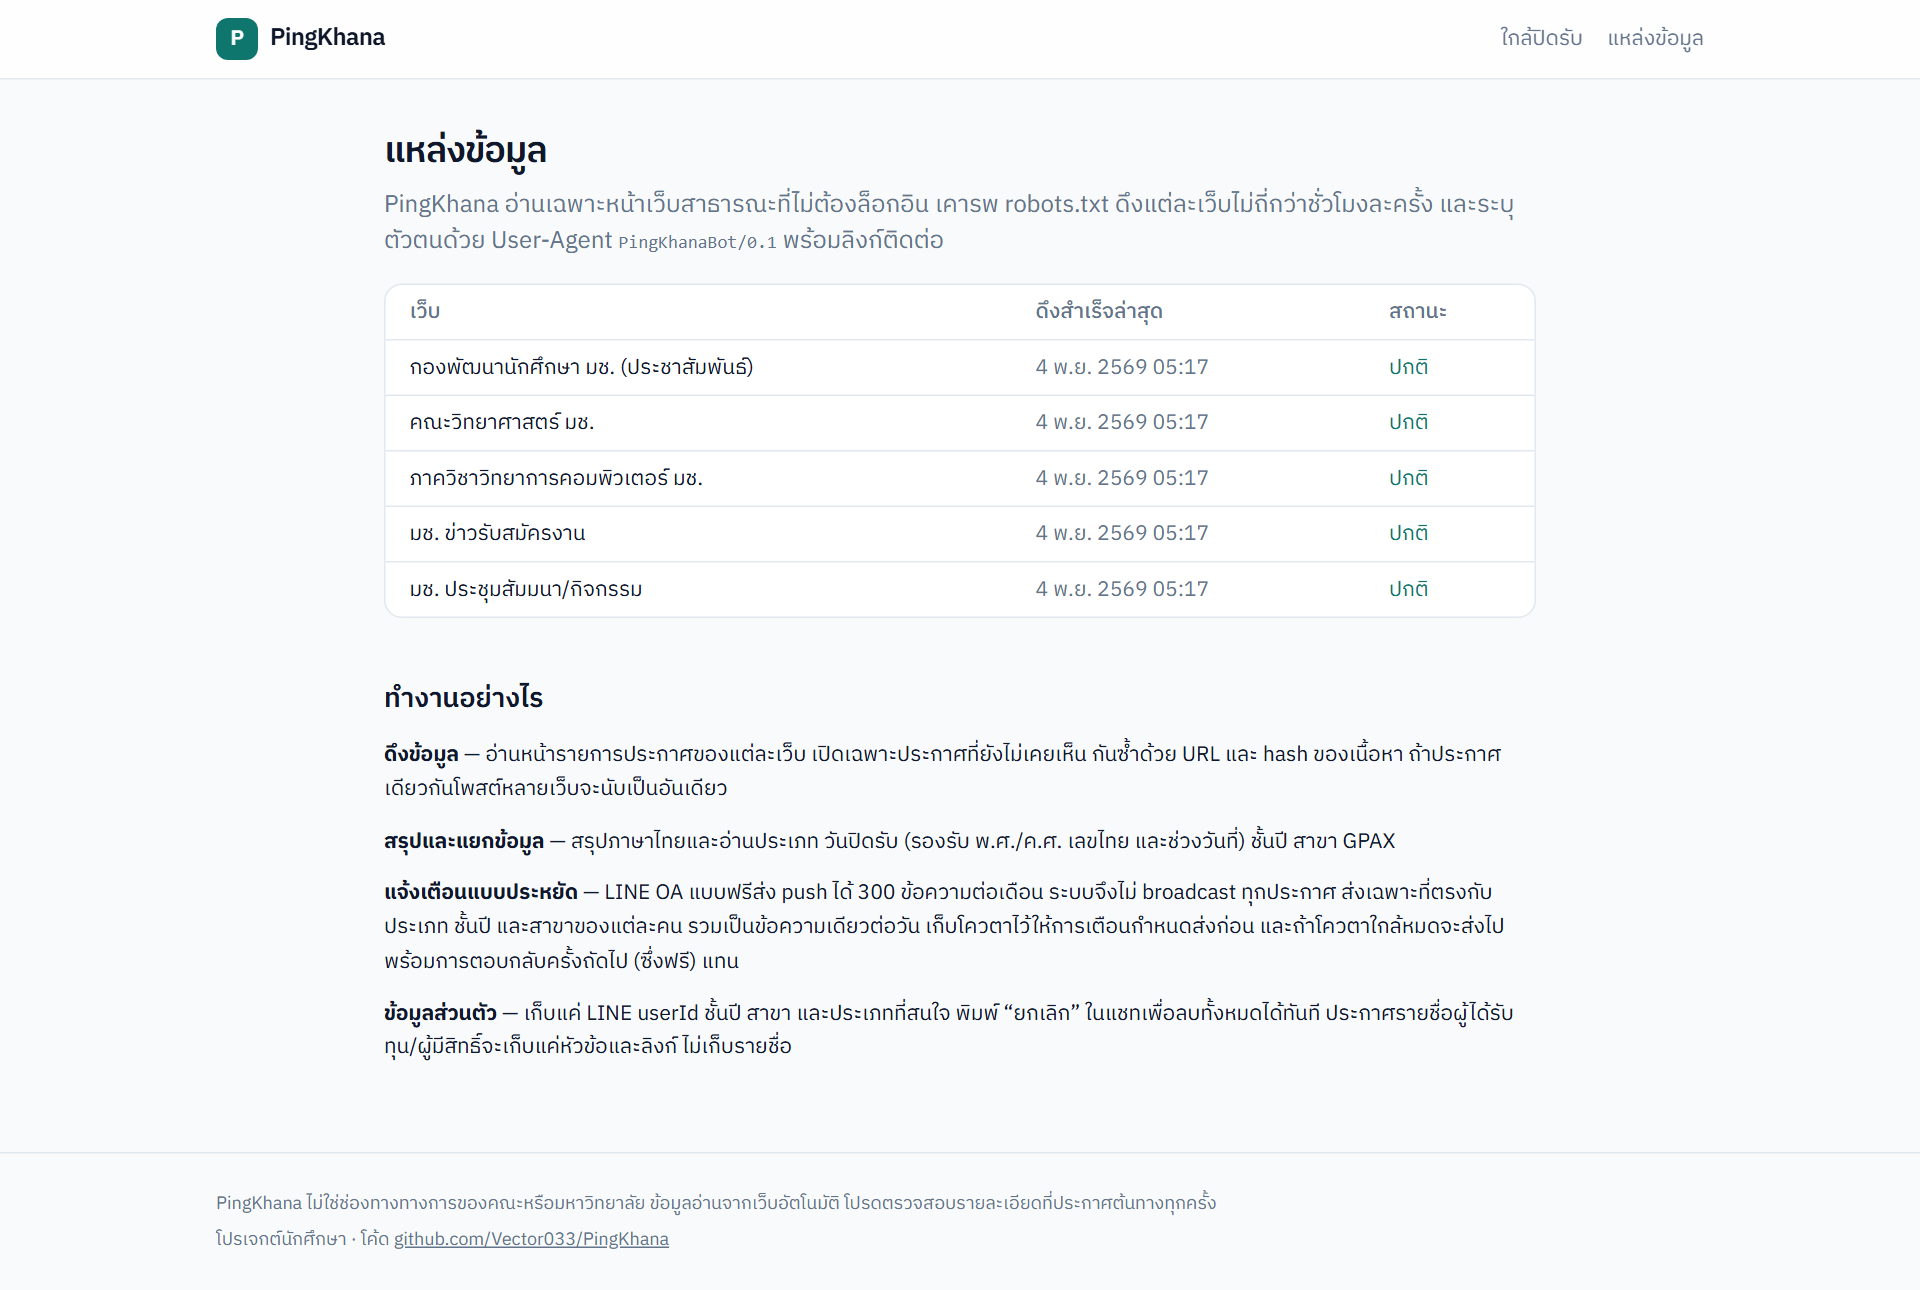 P PingKhana
ใกล้ปิดรับ แหล่งข้อมูล
แหล่งข้อมูล
PingKhana อ่านเฉพาะหน้าเว็บสาธารณะที่ไม่ต้องล็อกอิน เคารพ robots.txt ดึงแต่ละเว็บไม่ถี่กว่าชั่วโมงละครั้ง และระบุ
ตัวตนด้วย User-Agent PingKhanaBot/0.1 พร้อมลิงก์ติดต่อ
เว็บ ดึงสำเร็จล่าสุด สถานะ
กองพัฒนานักศึกษา มช. (ประชาสัมพันธ์) 4 พ.ย. 2569 05:17 ปกติ
คณะวิทยาศาสตร์ มช. 4 พ.ย. 2569 05:17 ปกติ
ภาควิชาวิทยาการคอมพิวเตอร์ มช. 4 พ.ย. 2569 05:17 ปกติ
มช. ข่าวรับสมัครงาน 4 พ.ย. 2569 05:17 ปกติ
มช. ประชุมสัมมนา/กิจกรรม 4 พ.ย. 2569 05:17 ปกติ
ทำงานอย่างไร
ดึงข้อมูล — อ่านหน้ารายการประกาศของแต่ละเว็บ เปิดเฉพาะประกาศที่ยังไม่เคยเห็น กันซ้ำด้วย URL และ hash ของเนื้อหา ถ้าประกาศ
เดียวกันโพสต์หลายเว็บจะนับเป็นอันเดียว
สรุปและแยกข้อมูล — สรุปภาษาไทยและอ่านประเภท วันปิดรับ (รองรับ พ.ศ./ค.ศ. เลขไทย และช่วงวันที่) ชั้นปี สาขา GPAX
แจ้งเตือนแบบประหยัด — LINE OA แบบฟรีส่ง push ได้ 300 ข้อความต่อเดือน ระบบจึงไม่ broadcast ทุกประกาศ ส่งเฉพาะที่ตรงกับ
ประเภท ชั้นปี และสาขาของแต่ละคน รวมเป็นข้อความเดียวต่อวัน เก็บโควตาไว้ให้การเตือนกำหนดส่งก่อน และถ้าโควตาใกล้หมดจะส่งไป
พร้อมการตอบกลับครั้งถัดไป (ซึ่งฟรี) แทน
ข้อมูลส่วนตัว — เก็บแค่ LINE userId ชั้นปี สาขา และประเภทที่สนใจ พิมพ์ “ยกเลิก” ในแชทเพื่อลบทั้งหมดได้ทันที ประกาศรายชื่อผู้ได้รับ
ทุน/ผู้มีสิทธิ์จะเก็บแค่หัวข้อและลิงก์ ไม่เก็บรายชื่อ
PingKhana ไม่ใช่ช่องทางทางการของคณะหรือมหาวิทยาลัย ข้อมูลอ่านจากเว็บอัตโนมัติ โปรดตรวจสอบรายละเอียดที่ประกาศต้นทางทุกครั้ง
โปรเจกต์นักศึกษา · โค้ด github.com/Vector033/PingKhana